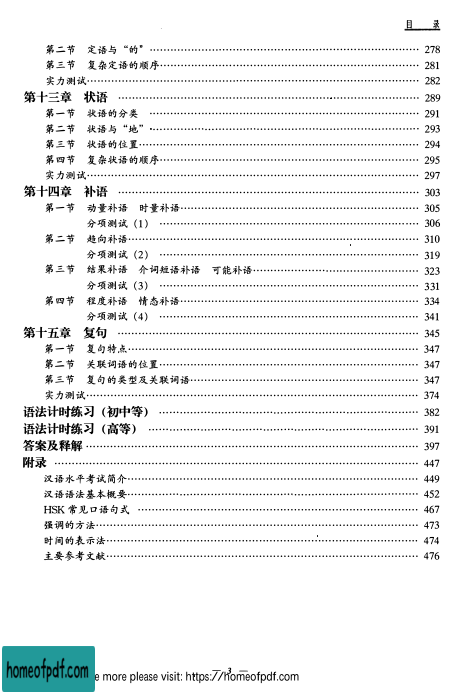 目 录
第二节 定语与“的” 278
第三节 复杂定语的顺序 281
实力测试 282
第十三章 状语 289
第一节 状语的分类 291
第二节 状语与“地” 293
第三节 状语的位置 294
第四节 复杂状语的顺序 295
实力测试 297
第十四章 补语 303
第一节 动量补语 时量补语 305
分项测试（1） 306
第二节 趋向补语 310
分项测试（2） 319
第三节 结果补语 介词短语补语 可能补语 323
分项测试（3） 331
第四节 程度补语 情态补语 334
分项测试（4） 341
第十五章 复句 345
第一节 复句特点 347
第二节 关联词语的位置 347
第三节 复句的类型及关联词语 347
实力测试 374
语法计时练习（初中等） 382
语法计时练习（高等） 391
答案及释解 397
附录 447
汉语水平考试简介 449
汉语语法基本概要 452
HSK 常见口语句式 467
强调的方法 473
时间的表示法 474
主要参考文献 476
— 3 —
homeofpdf.com
e more please visit: https://homeofpdf.com